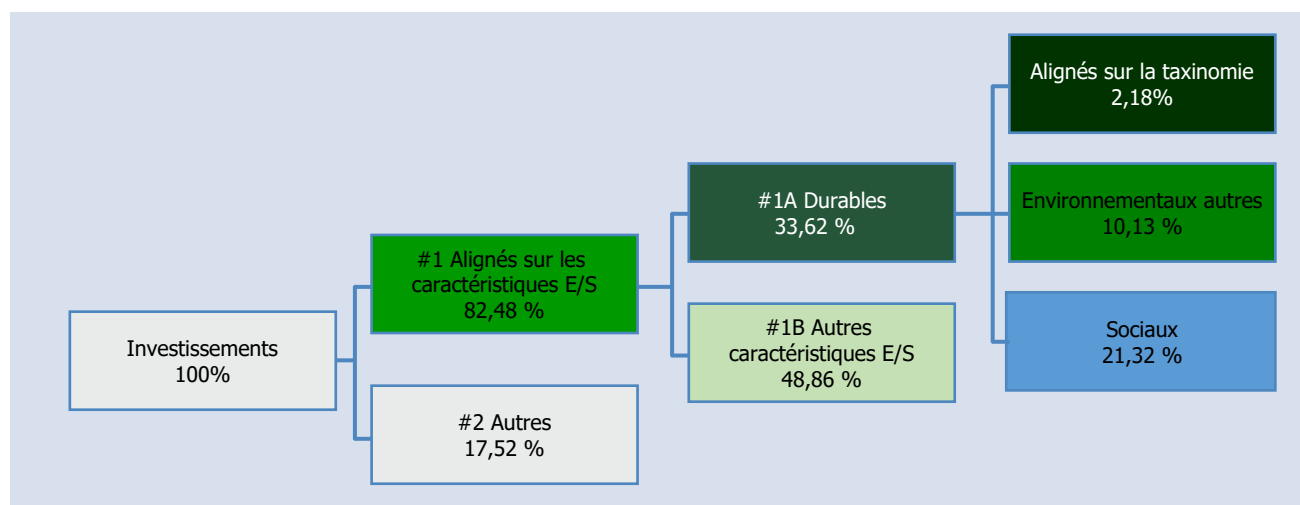 Investissements
100%
#1 Alignés sur les
caractéristiques E/S
82,48 %
#2 Autres
17,52 %
#1A Durables
33,62 %
#1B Autres
caractéristiques E/S
48,86 %
Alignés sur la taxinomie
2,18%
Environnementaux autres
10,13 %
Sociaux
21,32 %